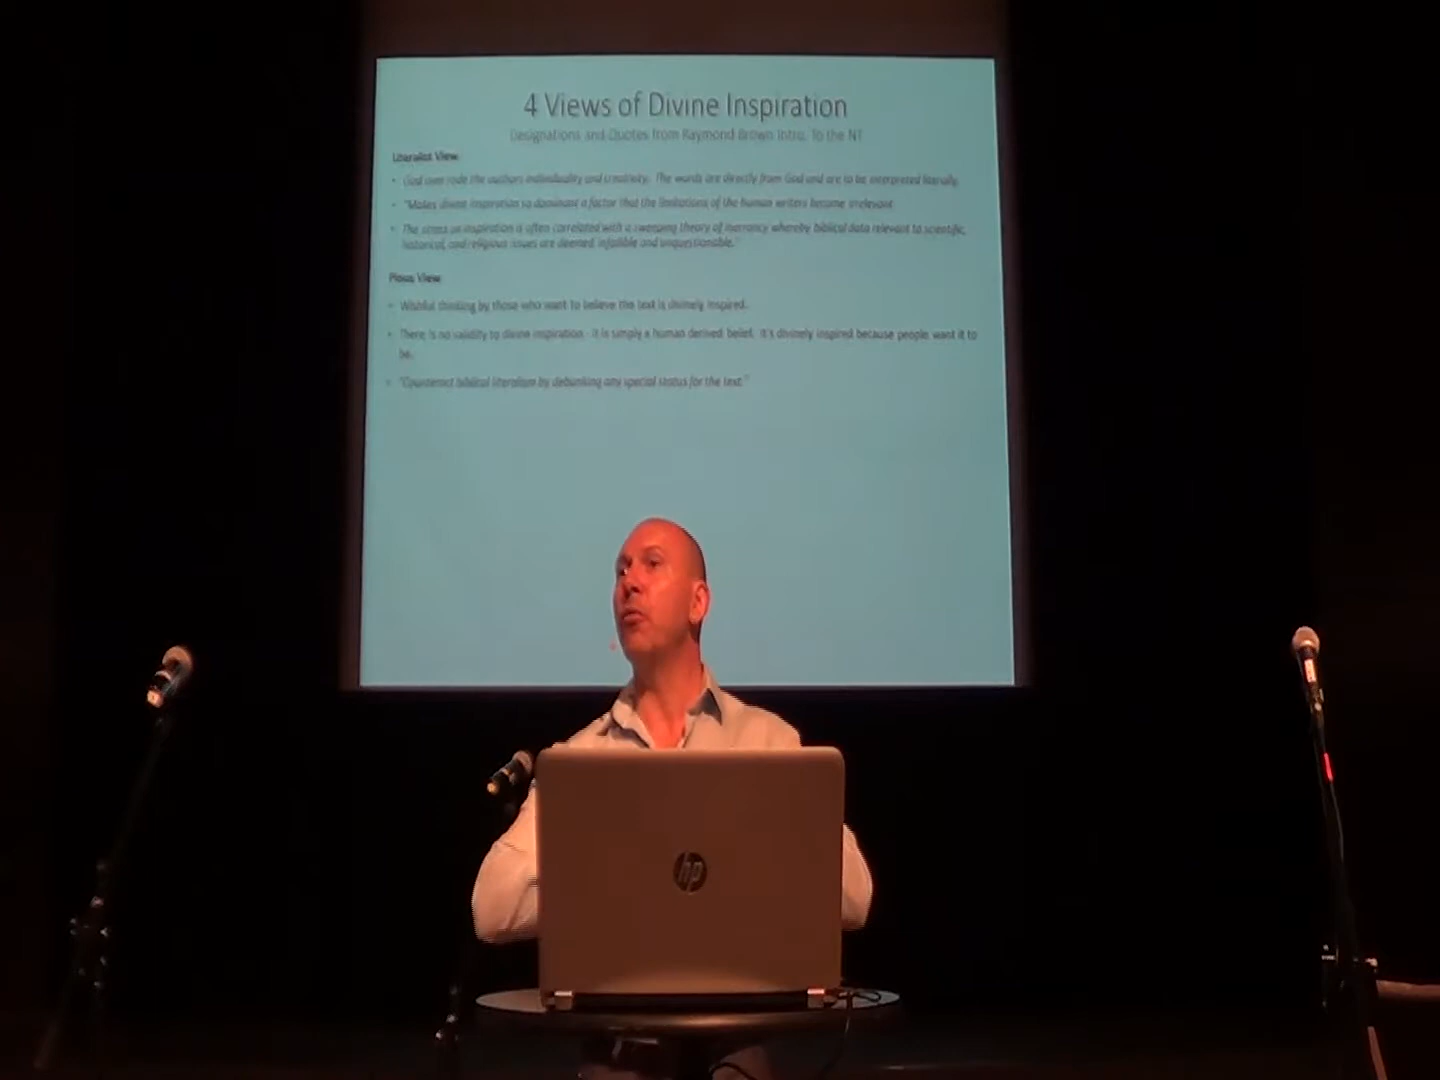 4 Views of Divine Inspiration
Designations and Quotes from Raymond Brown Intro. To the NT
Literalist View
• God over rode the authors individuality and creativity. The words are directly from God and are to be interpreted literally.
• "Makes divine inspiration so dominant a factor that the limitations of the human writers become irrelevant
• The stress on inspiration is often correlated with a sweeping theory of inerrancy whereby biblical data relevant to scientific,
historical, and religious issues are deemed infallible and unquestionable."
Pious View
• Wishful thinking by those who want to believe the text is divinely inspired.
• There is no validity to divine inspiration - it is simply a human derived belief. It's divinely inspired because people want it to
be.
• "Counteract biblical literalism by debunking any special status for the text."
hp